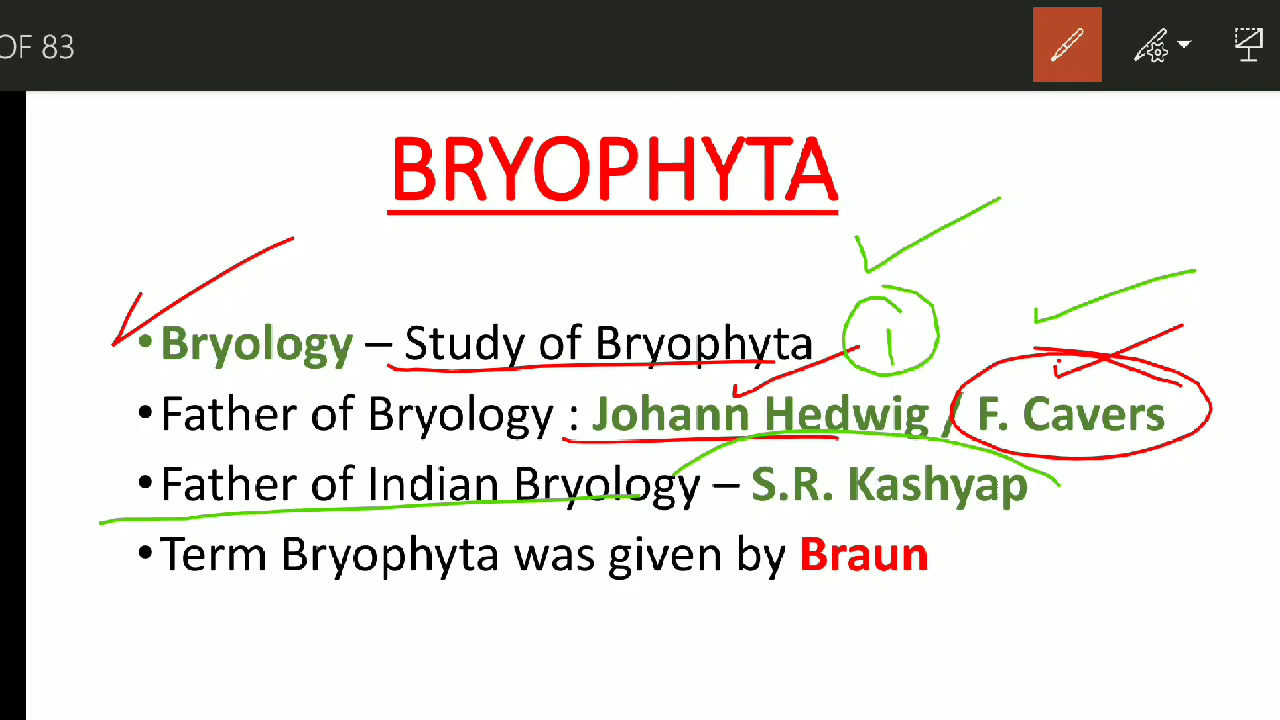 OF 83
BRYOPHYTA
•Bryology – Study of Bryophyta 1
•Father of Bryology : Johann Hedwig / F. Cavers
•Father of Indian Bryology – S.R. Kashyap
•Term Bryophyta was given by Braun